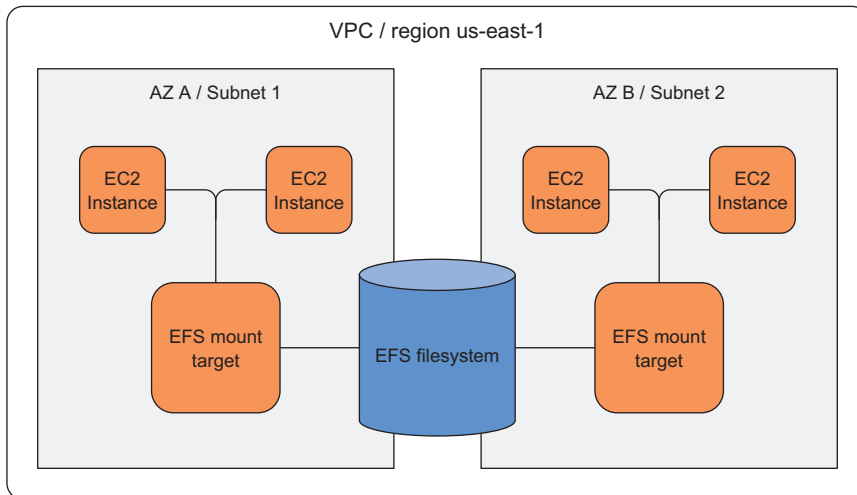 VPC / region us-east-1
AZ A / Subnet 1
EC2
Instance
EC2
Instance
EFS mount
target
EFS filesystem
AZ B / Subnet 2
EC2
Instance
EC2
Instance
EFS mount
target